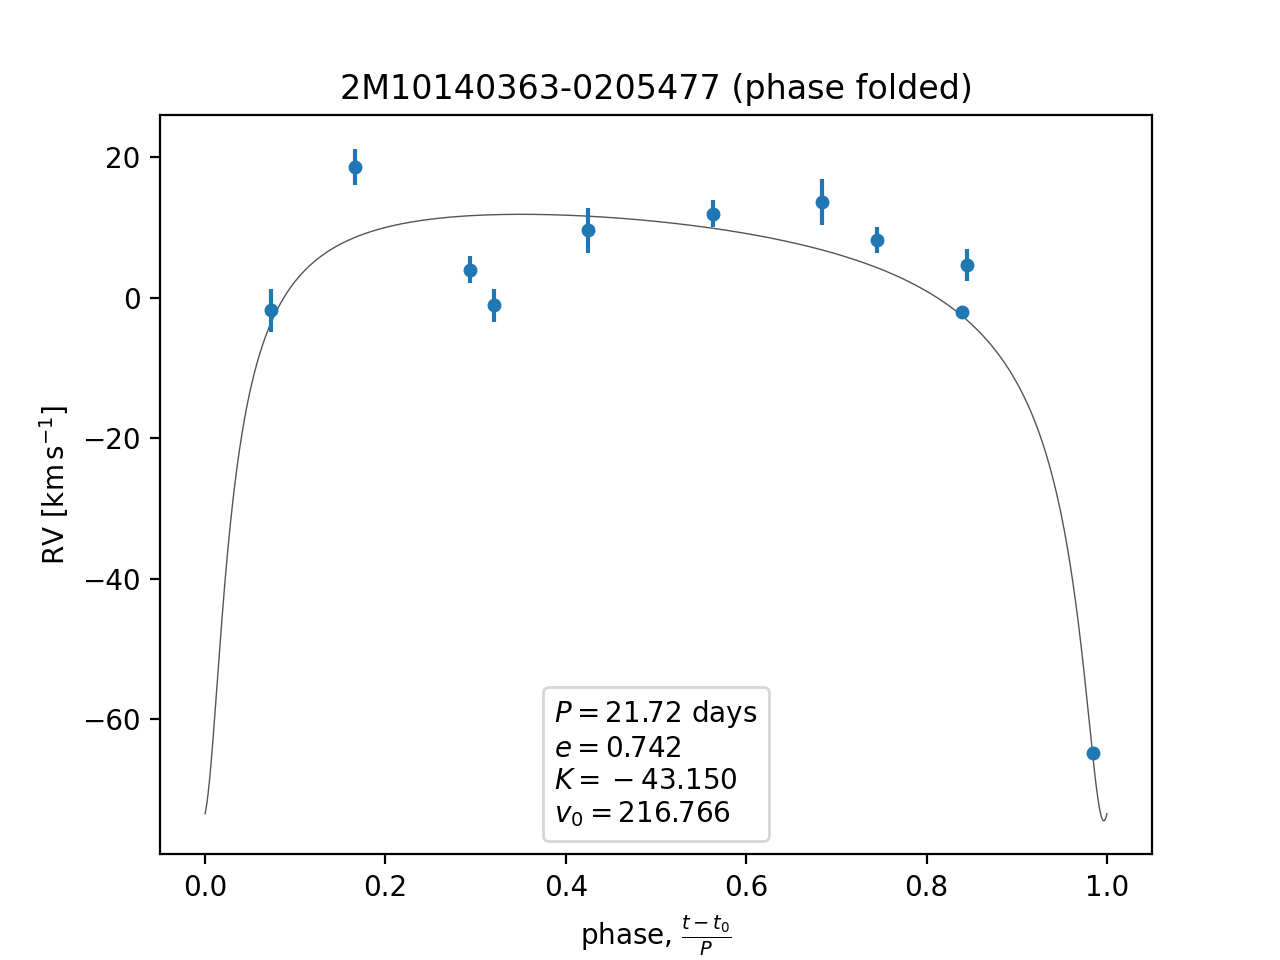 2M10140363-0205477 (phase folded)
20
0
−20
−40
−60
RV [km s⁻¹]
P = 21.72 days
e = 0.742
K = −43.150
v₀ = 216.766
0.0 0.2 0.4 0.6 0.8 1.0
phase, (t − t₀)/P